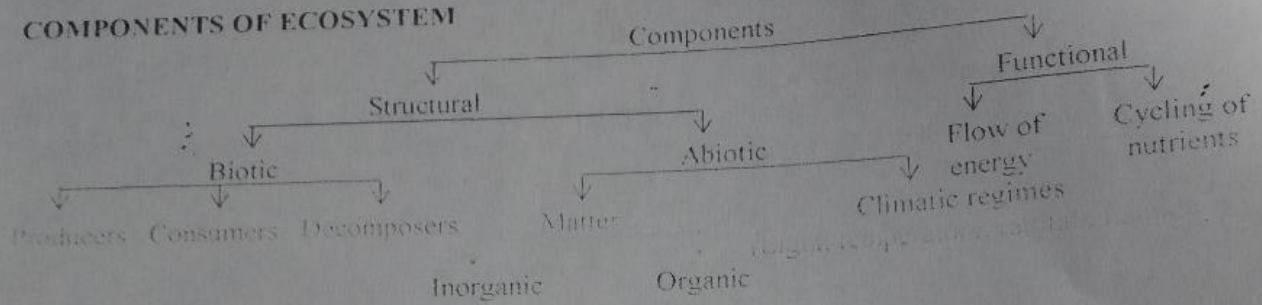 COMPONENTS OF ECOSYSTEM
Components
Structural
Functional
Biotic
Abiotic
Flow of
energy
Cycling of
nutrients
Producers
Consumers
Decomposers
Matter
Climatic regimes
Inorganic
Organic